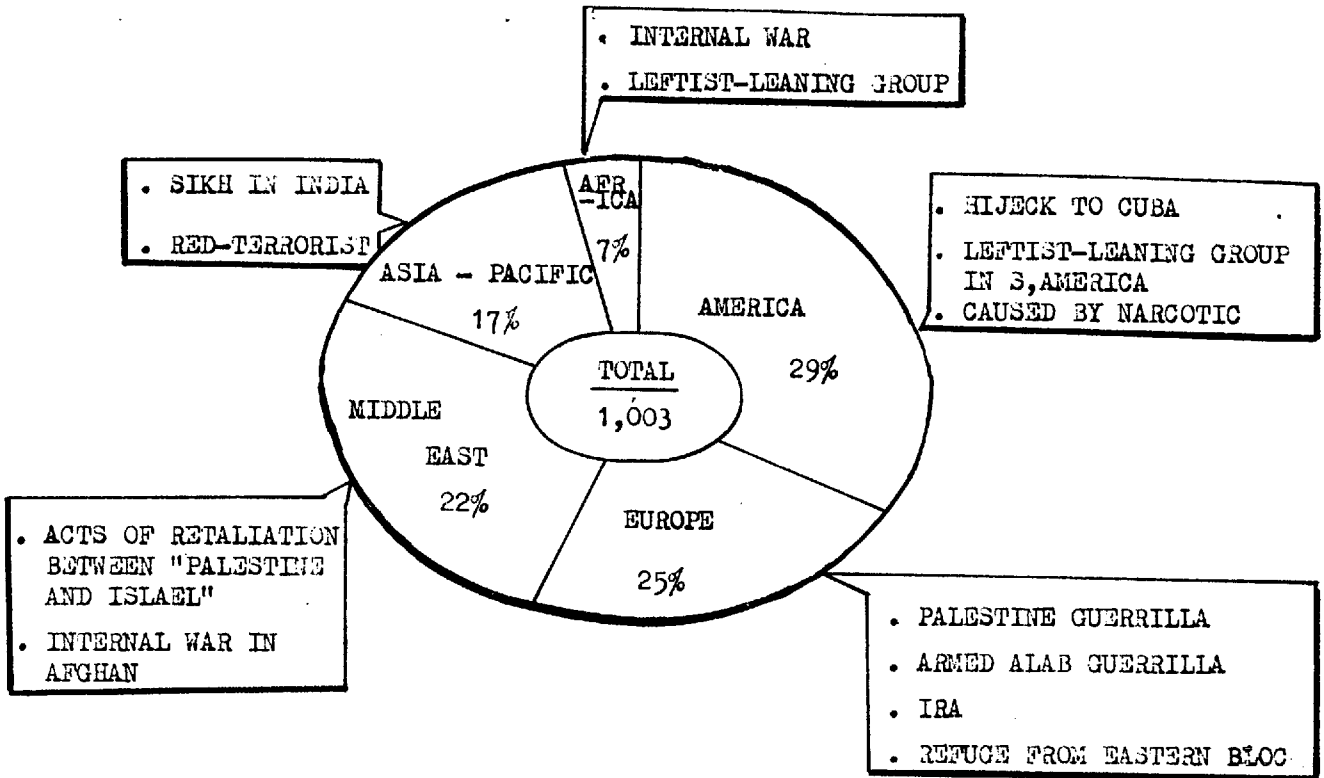 . INTERNAL WAR
. LEFTIST-LEANING GROUP
. SIKH IN INDIA
. RED-TERRORIST
. HIJECK TO CUBA
. LEFTIST-LEANING GROUP
IN S,AMERICA
. CAUSED BY NARCOTIC
AFR
-ICA
7%
ASIA - PACIFIC
17%
AMERICA
29%
TOTAL
1,003
MIDDLE
EAST
22%
EUROPE
25%
. ACTS OF RETALIATION
BETWEEN "PALESTINE
AND ISLAEL"
. INTERNAL WAR IN
AFGHAN
. PALESTINE GUERRILLA
. ARMED ALAB GUERRILLA
. IRA
. REFUGE FROM EASTERN BLOC